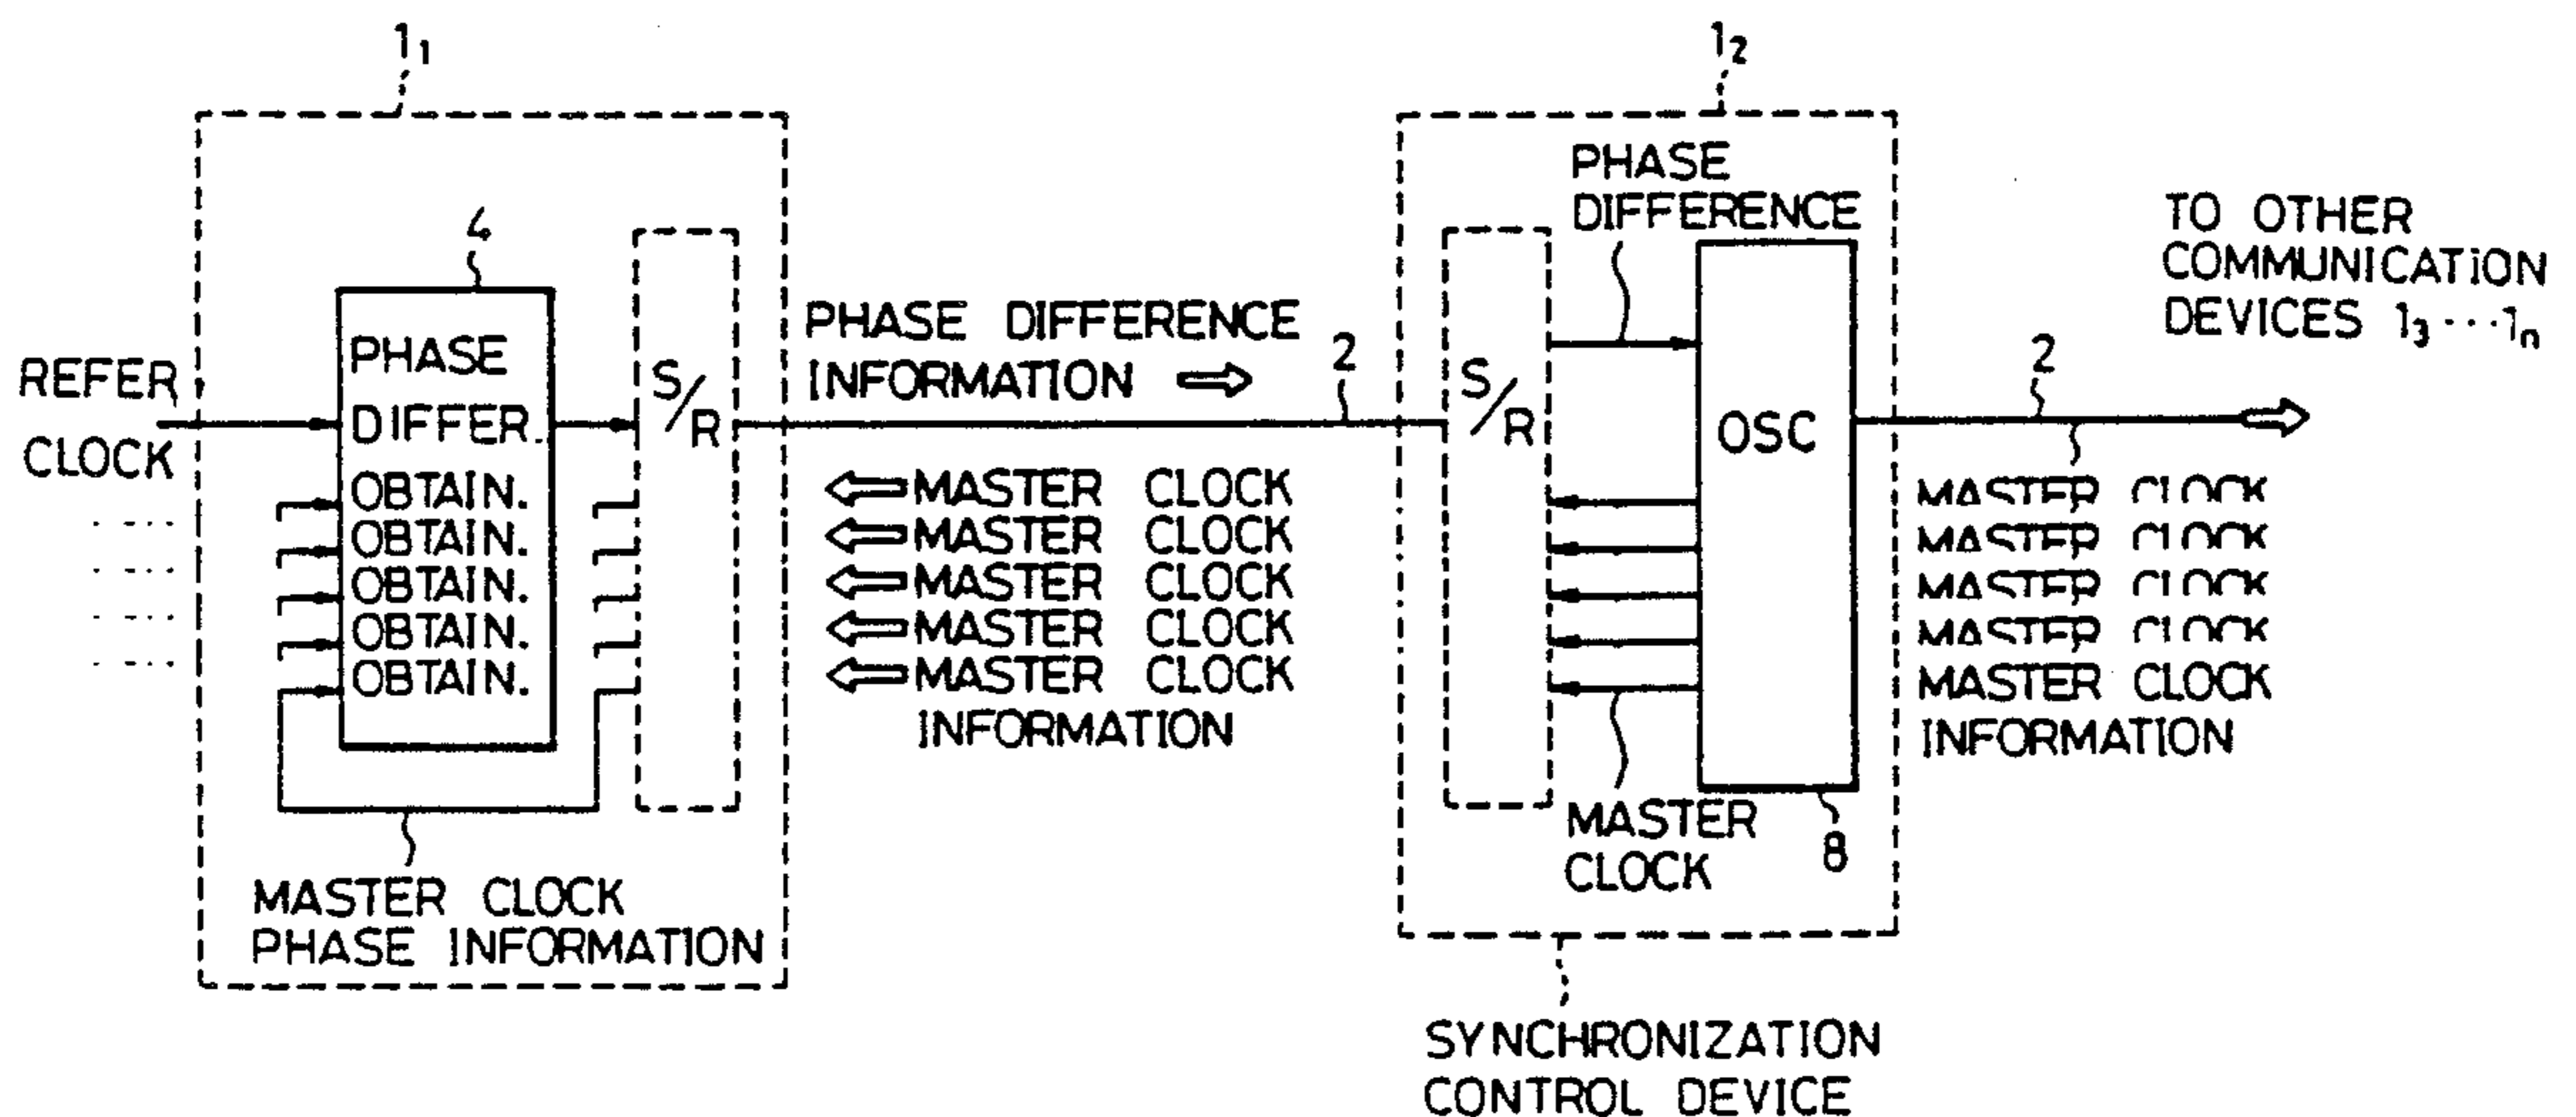 1₁
1₂
PHASE
DIFFERENCE
TO OTHER
COMMUNICATION
DEVICES 1₃···1ₙ
4
PHASE
DIFFER.
OBTAIN.
OBTAIN.
OBTAIN.
OBTAIN.
OBTAIN.
REFER
CLOCK
S/R
PHASE DIFFERENCE
INFORMATION
2
S/R
OSC
2
MASTER CLOCK
MASTER CLOCK
MASTER CLOCK
MASTER CLOCK
MASTER CLOCK
INFORMATION
MASTER CLOCK
MASTER CLOCK
MASTER CLOCK
MASTER CLOCK
MASTER CLOCK
INFORMATION
MASTER
CLOCK
8
MASTER CLOCK
PHASE INFORMATION
SYNCHRONIZATION
CONTROL DEVICE